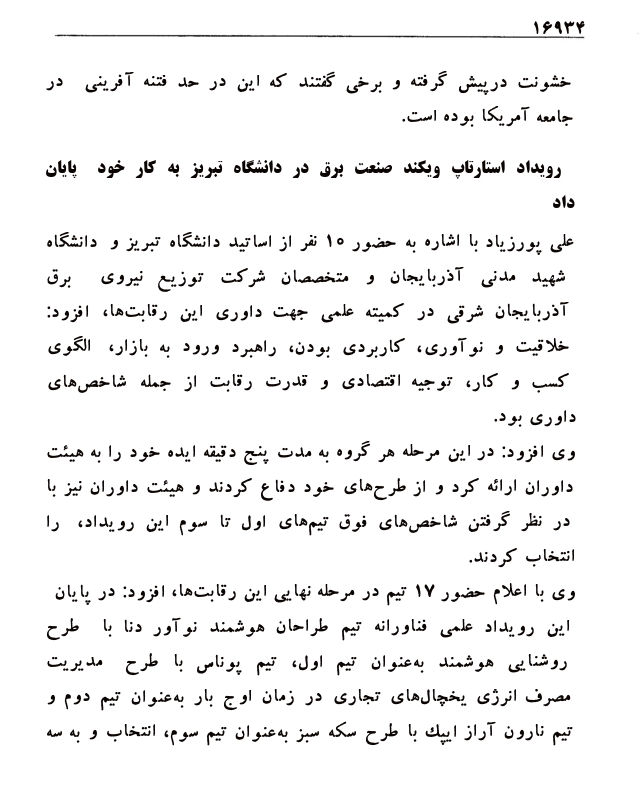 ۱۶۹۳۴
خشونت درپیش گرفته و برخی گفتند که این در حد فتنه آفرینی در
جامعه آمریکا بوده است.
رویداد استارتاپ ویکند صنعت برق در دانشگاه تبریز به کار خود پایان
داد
علی پورزیاد با اشاره به حضور ۱۰ نفر از اساتید دانشگاه تبریز و دانشگاه
شهید مدنی آذربایجان و متخصصان شرکت توزیع نیروی برق
آذربایجان شرقی در کمیته علمی جهت داوری این رقابت‌ها، افزود:
خلاقیت و نوآوری، کاربردی بودن، راهبرد ورود به بازار، الگوی
کسب و کار، توجیه اقتصادی و قدرت رقابت از جمله شاخص‌های
داوری بود.
وی افزود: در این مرحله هر گروه به مدت پنج دقیقه ایده خود را به هیئت
داوران ارائه کرد و از طرح‌های خود دفاع کردند و هیئت داوران نیز با
در نظر گرفتن شاخص‌های فوق تیم‌های اول تا سوم این رویداد، را
انتخاب کردند.
وی با اعلام حضور ۱۷ تیم در مرحله نهایی این رقابت‌ها، افزود: در پایان
این رویداد علمی فناورانه تیم طراحان هوشمند نوآور دنا با طرح
روشنایی هوشمند به‌عنوان تیم اول، تیم پوناس با طرح مدیریت
مصرف انرژی یخچال‌های تجاری در زمان اوج بار به‌عنوان تیم دوم و
تیم نارون آراز ایپک با طرح سکه سبز به‌عنوان تیم سوم، انتخاب و به سه